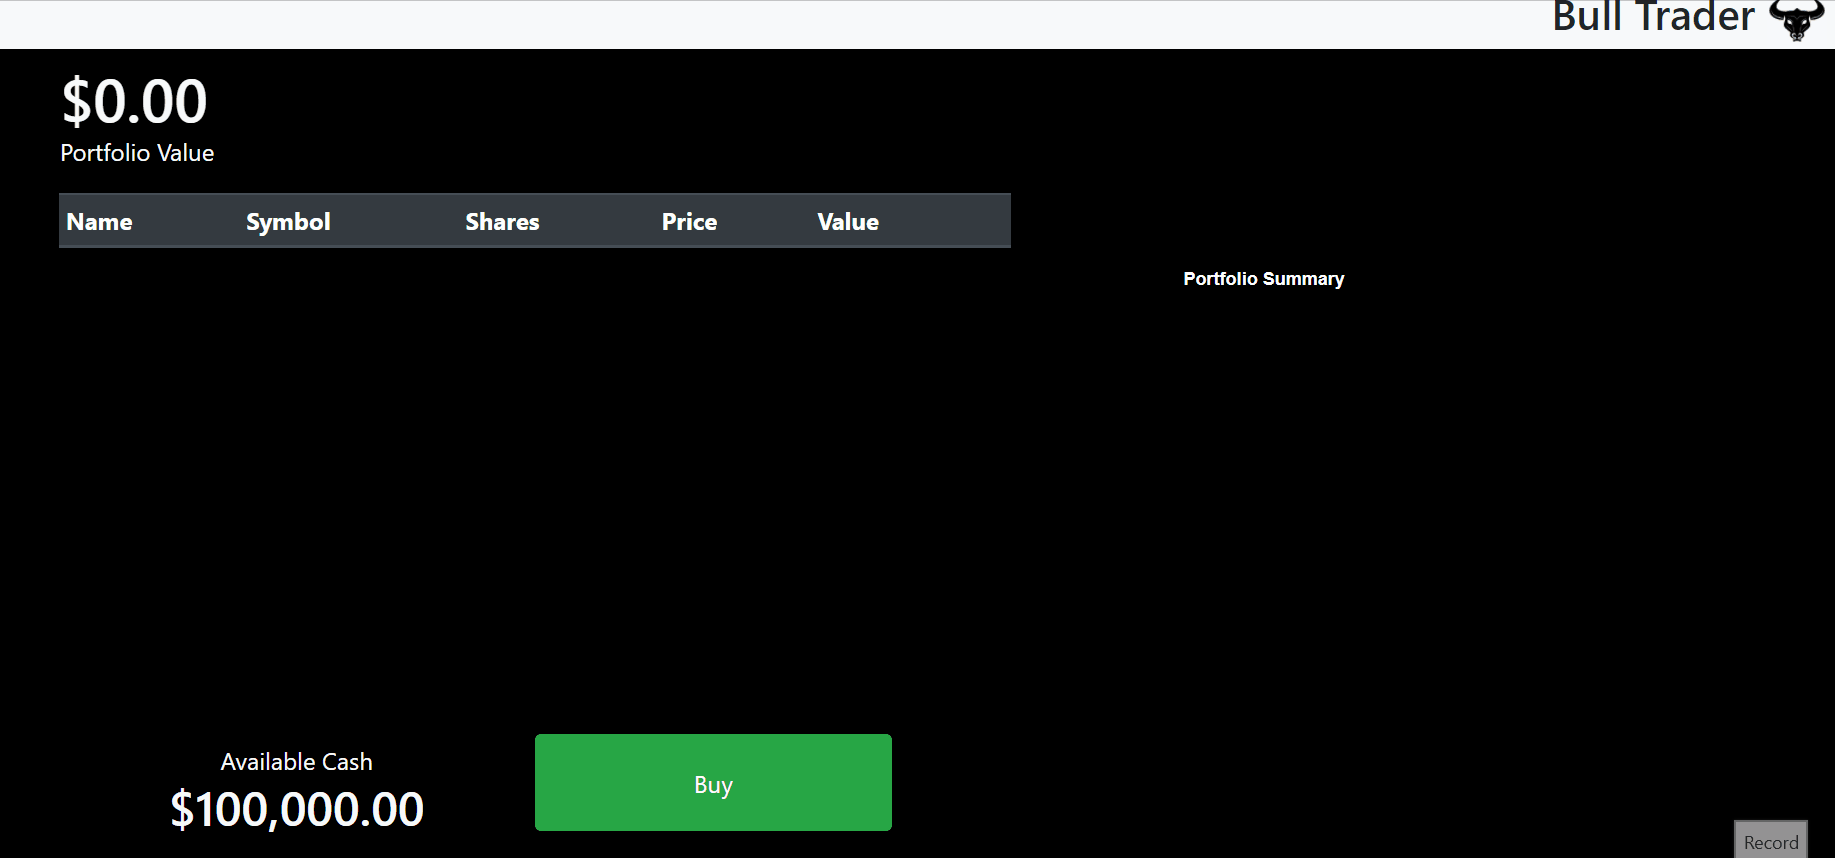 Bull Trader
$0.00
Portfolio Value
Name Symbol Shares Price Value
Portfolio Summary
Available Cash
$100,000.00
Buy
Record